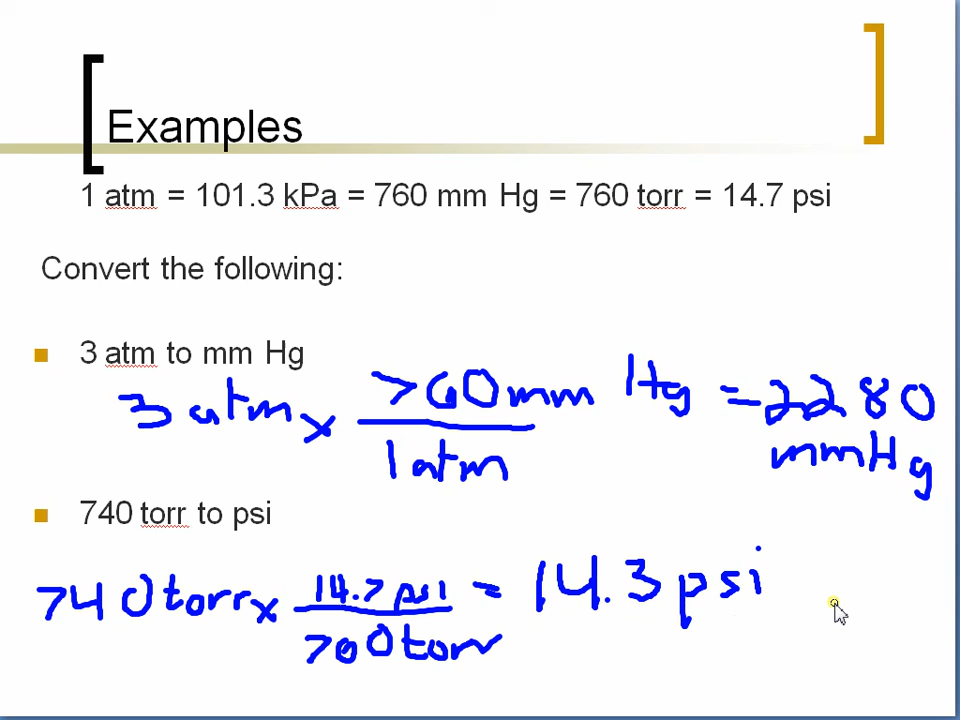 Examples
1 atm = 101.3 kPa = 760 mm Hg = 760 torr = 14.7 psi
Convert the following:
3 atm to mm Hg
3 atm x 760 mm Hg = 2280
1 atm mm Hg
740 torr to psi
740 torr x 14.7 psi = 14.3 psi
760 torr